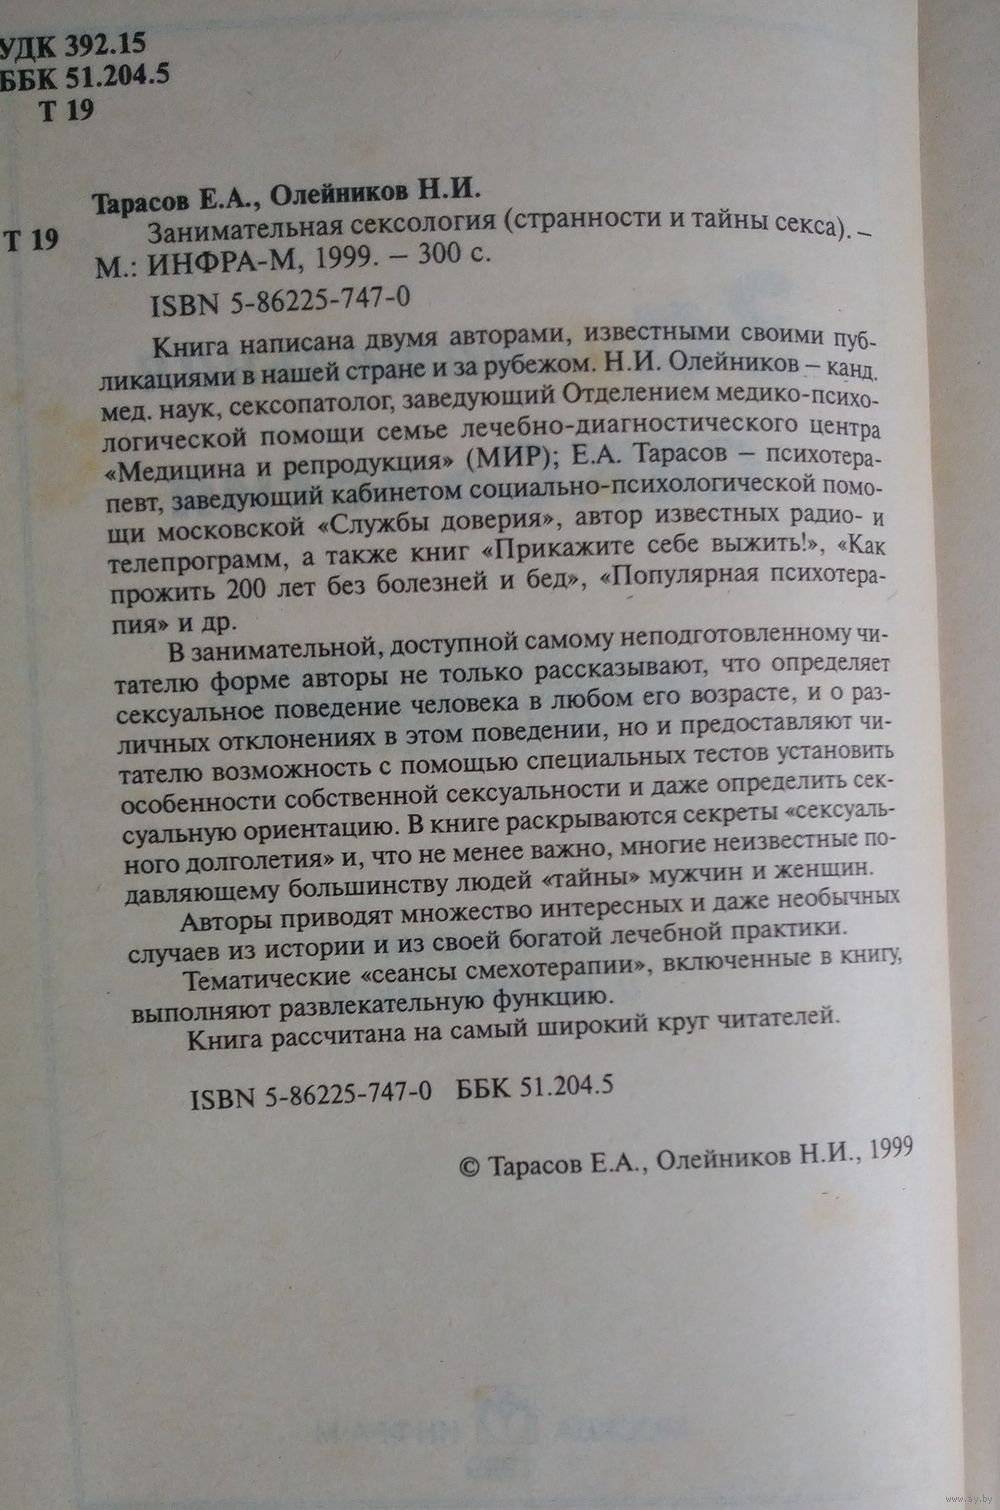 УДК 392.15
ББК 51.204.5
Т 19
Тарасов Е.А., Олейников Н.И.
Т 19 Занимательная сексология (странности и тайны секса). –
М.: ИНФРА-М, 1999. – 300 с.
ISBN 5-86225-747-0
Книга написана двумя авторами, известными своими пуб-
ликациями в нашей стране и за рубежом. Н.И. Олейников – канд.
мед. наук, сексопатолог, заведующий Отделением медико-психо-
логической помощи семье лечебно-диагностического центра
«Медицина и репродукция» (МИР); Е.А. Тарасов – психотера-
певт, заведующий кабинетом социально-психологической помо-
щи московской «Службы доверия», автор известных радио- и
телепрограмм, а также книг «Прикажите себе выжить!», «Как
прожить 200 лет без болезней и бед», «Популярная психотера-
пия» и др.
В занимательной, доступной самому неподготовленному чи-
тателю форме авторы не только рассказывают, что определяет
сексуальное поведение человека в любом его возрасте, и о раз-
личных отклонениях в этом поведении, но и предоставляют чи-
тателю возможность с помощью специальных тестов установить
особенности собственной сексуальности и даже определить сек-
суальную ориентацию. В книге раскрываются секреты «сексуаль-
ного долголетия» и, что не менее важно, многие неизвестные по-
давляющему большинству людей «тайны» мужчин и женщин.
Авторы приводят множество интересных и даже необычных
случаев из истории и из своей богатой лечебной практики.
Тематические «сеансы смехотерапии», включенные в книгу,
выполняют развлекательную функцию.
Книга рассчитана на самый широкий круг читателей.
ISBN 5-86225-747-0 ББК 51.204.5
© Тарасов Е.А., Олейников Н.И., 1999
www.ay.by